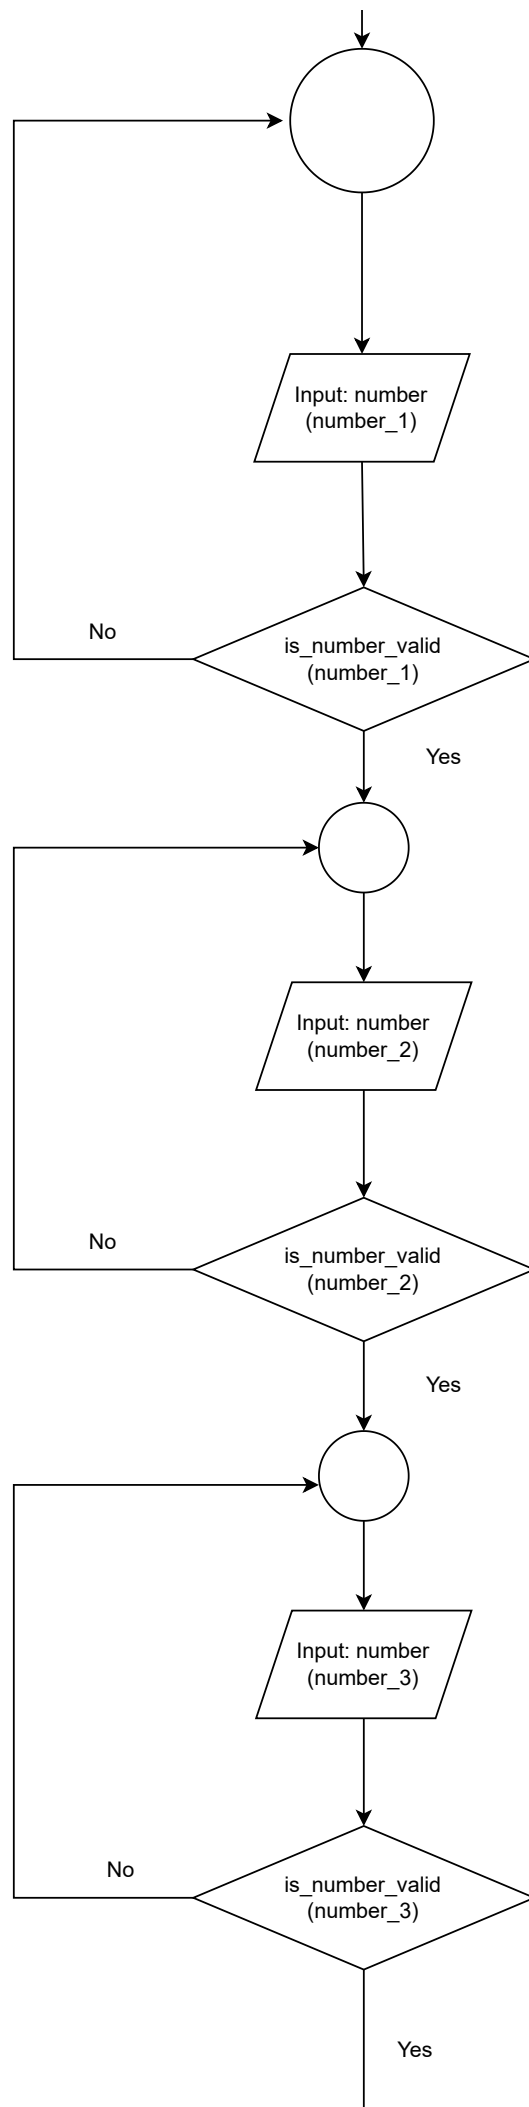 Input: number
(number_1)
No
is_number_valid
(number_1)
Yes
Input: number
(number_2)
No
is_number_valid
(number_2)
Yes
Input: number
(number_3)
No
is_number_valid
(number_3)
Yes